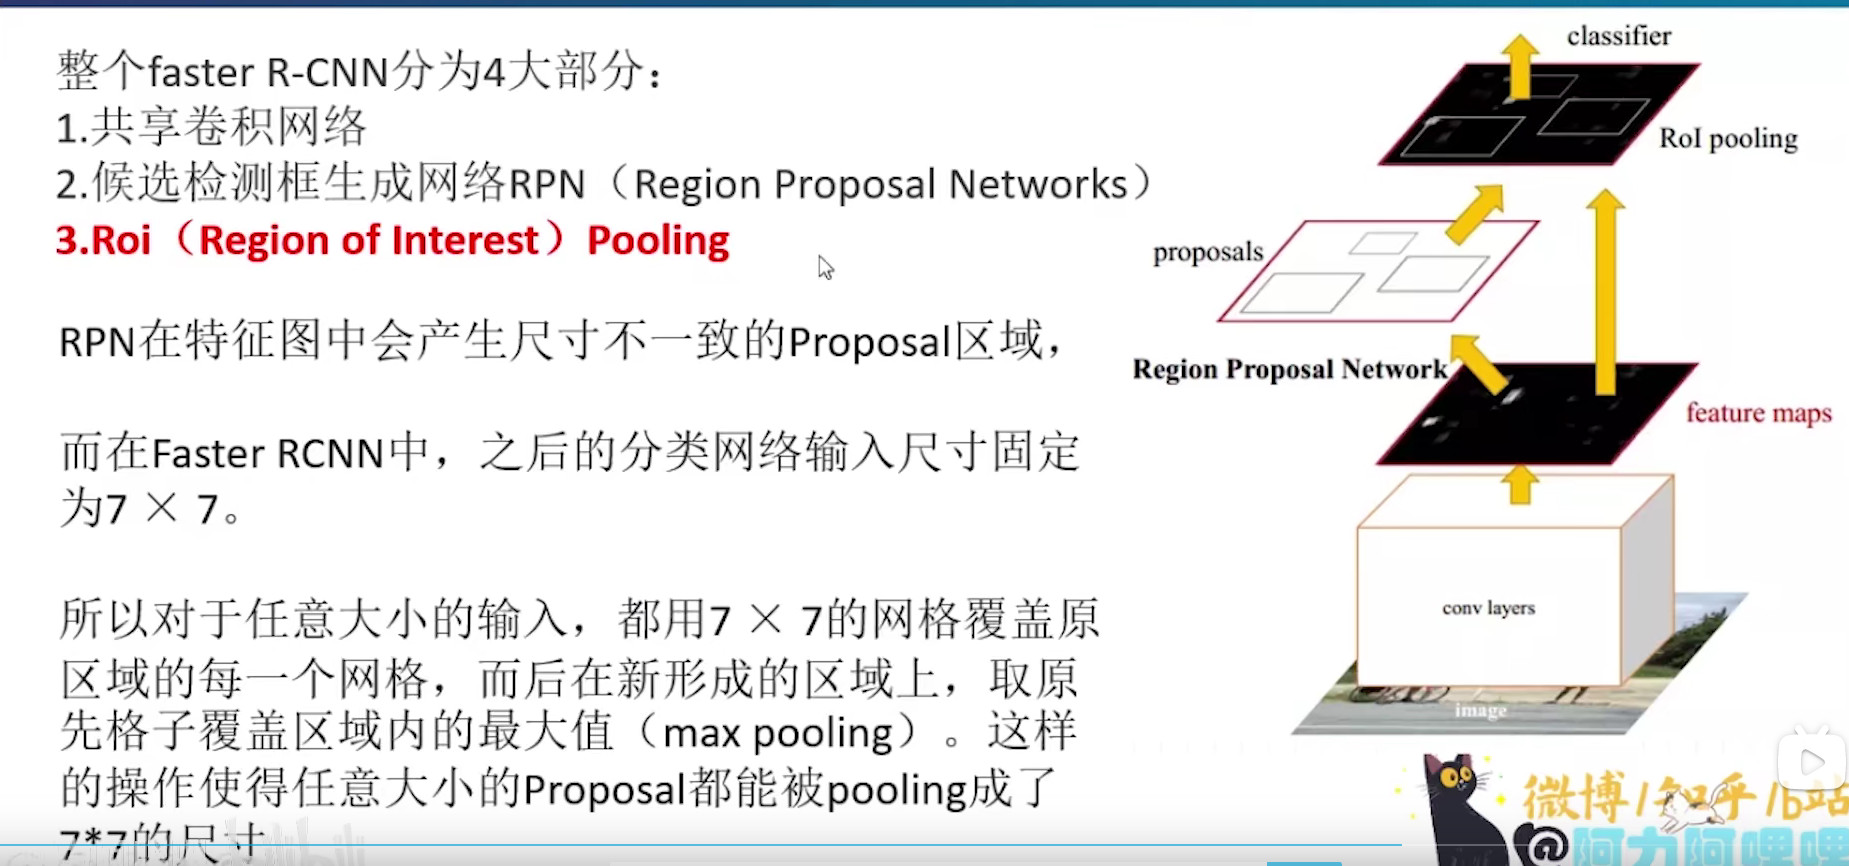 整个faster R-CNN分为4大部分：
1.共享卷积网络
2.候选检测框生成网络RPN（Region Proposal Networks）
3.Roi（Region of Interest）Pooling
RPN在特征图中会产生尺寸不一致的Proposal区域，
而在Faster RCNN中，之后的分类网络输入尺寸固定
为7 × 7。
所以对于任意大小的输入，都用7 × 7的网格覆盖原
区域的每一个网格，而后在新形成的区域上，取原
先格子覆盖区域内的最大值（max pooling）。这样
的操作使得任意大小的Proposal都能被pooling成了
7*7的尺寸
classifier
RoI pooling
proposals
Region Proposal Network
feature maps
conv layers
image
微博/知乎/b站
@阿力阿哩哩